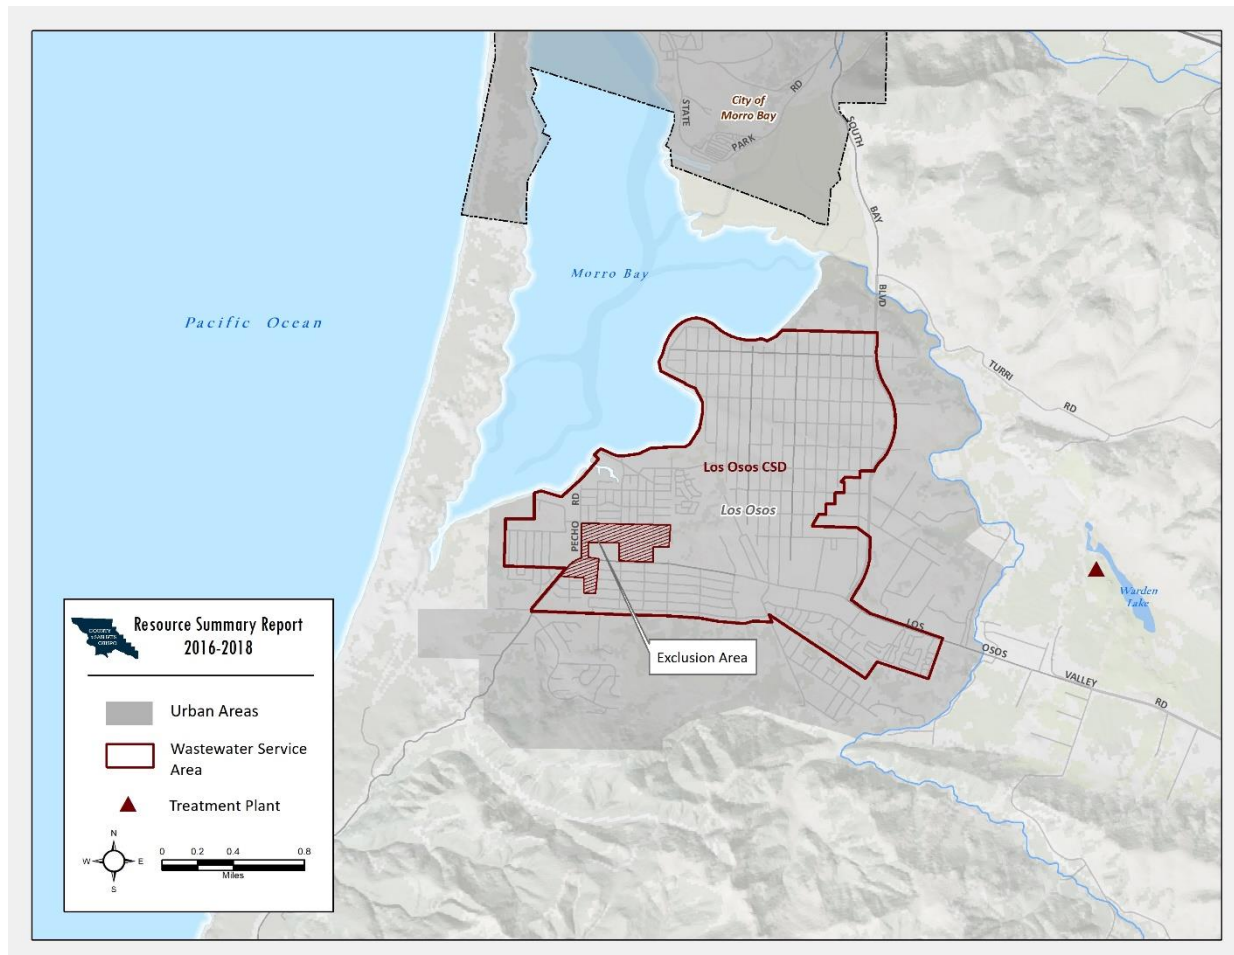 STATE
City of
Morro Bay
RD
PARK
SOUTH
BAY
BLVD
Morro Bay
Pacific Ocean
TURRI
RD
Los Osos CSD
Los Osos
PECHO RD
Warden
Lake
LOS
OSOS
VALLEY
RD
Exclusion Area
COUNTY
OBISPO
Resource Summary Report
2016-2018
Urban Areas
Wastewater Service
Area
Treatment Plant
N
W
E
S
0 0.2 0.4 0.8
Miles